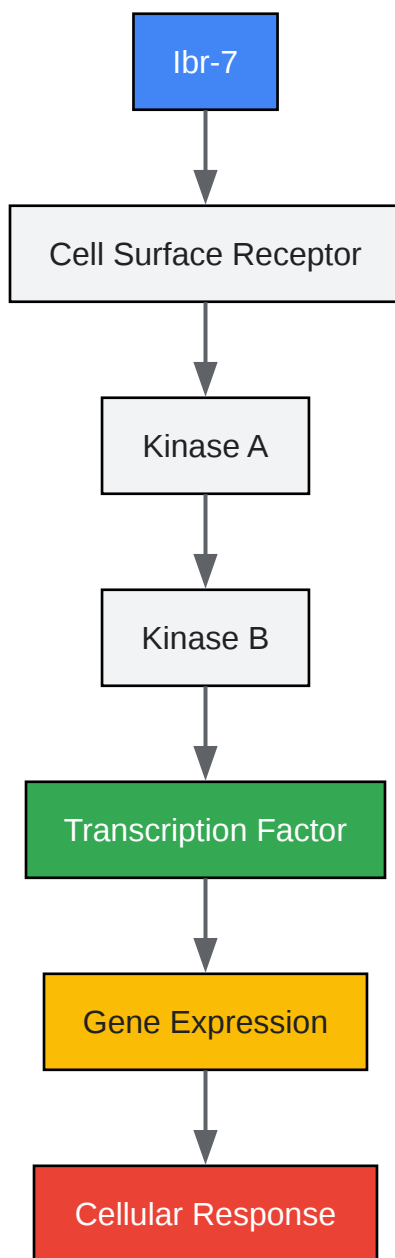 Ibr-7
Cell Surface Receptor
Kinase A
Kinase B
Transcription Factor
Gene Expression
Cellular Response